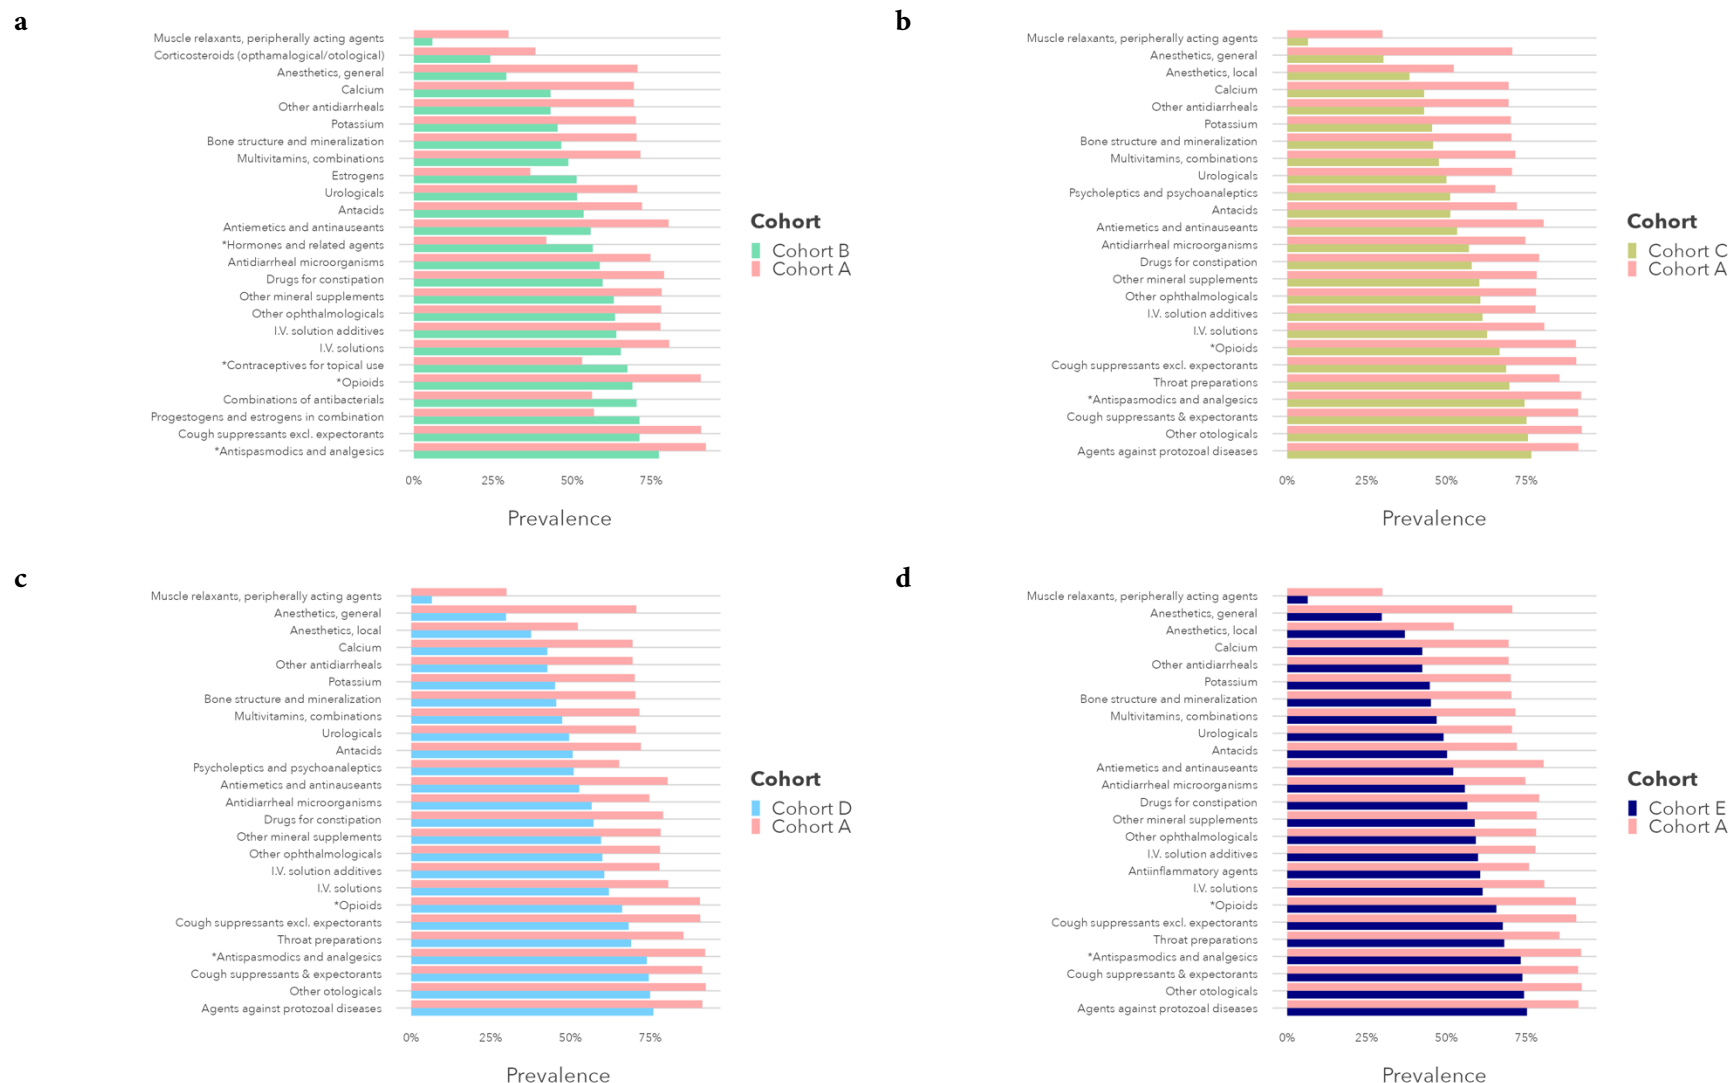 a
Muscle relaxants, peripherally acting agents
Corticosteroids (opthamalogical/otological)
Anesthetics, general
Calcium
Other antidiarrheals
Potassium
Bone structure and mineralization
Multivitamins, combinations
Estrogens
Urologicals
Antacids
Antiemetics and antinauseants
*Hormones and related agents
Antidiarrheal microorganisms
Drugs for constipation
Other mineral supplements
Other ophthalmologicals
I.V. solution additives
I.V. solutions
*Contraceptives for topical use
*Opioids
Combinations of antibacterials
Progestogens and estrogens in combination
Cough suppressants excl. expectorants
*Antispasmodics and analgesics
0% 25% 50% 75%
Prevalence
Cohort
Cohort B
Cohort A
b
Muscle relaxants, peripherally acting agents
Anesthetics, general
Anesthetics, local
Calcium
Other antidiarrheals
Potassium
Bone structure and mineralization
Multivitamins, combinations
Urologicals
Psycholeptics and psychoanaleptics
Antacids
Antiemetics and antinauseants
Antidiarrheal microorganisms
Drugs for constipation
Other mineral supplements
Other ophthalmologicals
I.V. solution additives
I.V. solutions
*Opioids
Cough suppressants excl. expectorants
Throat preparations
*Antispasmodics and analgesics
Cough suppressants & expectorants
Other otologicals
Agents against protozoal diseases
0% 25% 50% 75%
Prevalence
Cohort
Cohort C
Cohort A
c
Muscle relaxants, peripherally acting agents
Anesthetics, general
Anesthetics, local
Calcium
Other antidiarrheals
Potassium
Bone structure and mineralization
Multivitamins, combinations
Urologicals
Antacids
Psycholeptics and psychoanaleptics
Antiemetics and antinauseants
Antidiarrheal microorganisms
Drugs for constipation
Other mineral supplements
Other ophthalmologicals
I.V. solution additives
I.V. solutions
*Opioids
Cough suppressants excl. expectorants
Throat preparations
*Antispasmodics and analgesics
Cough suppressants & expectorants
Other otologicals
Agents against protozoal diseases
0% 25% 50% 75%
Prevalence
Cohort
Cohort D
Cohort A
d
Muscle relaxants, peripherally acting agents
Anesthetics, general
Anesthetics, local
Calcium
Other antidiarrheals
Potassium
Bone structure and mineralization
Multivitamins, combinations
Urologicals
Antacids
Antiemetics and antinauseants
Antidiarrheal microorganisms
Drugs for constipation
Other mineral supplements
Other ophthalmologicals
I.V. solution additives
Antiinflammatory agents
I.V. solutions
*Opioids
Cough suppressants excl. expectorants
Throat preparations
*Antispasmodics and analgesics
Cough suppressants & expectorants
Other otologicals
Agents against protozoal diseases
0% 25% 50% 75%
Prevalence
Cohort
Cohort E
Cohort A